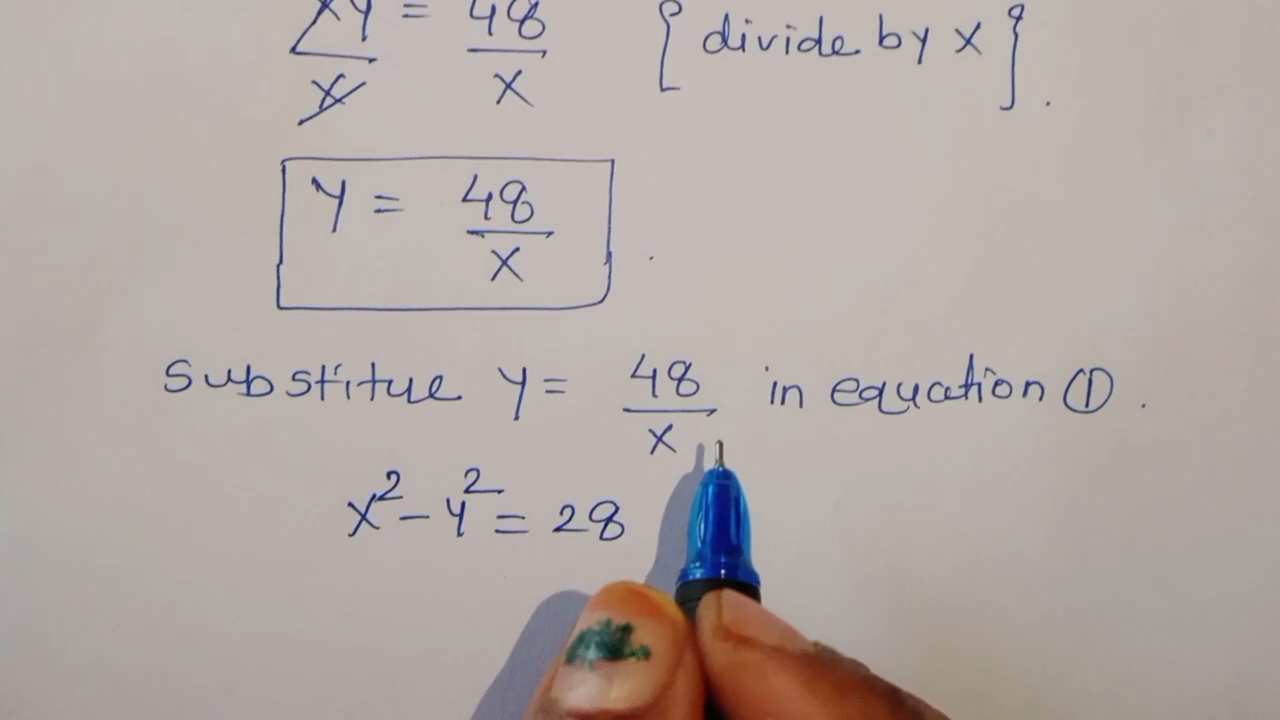 xy/x = 48/x [divide by x].
y = 48/x
Substitue y = 48/x in equation ①.
x² - y² = 28